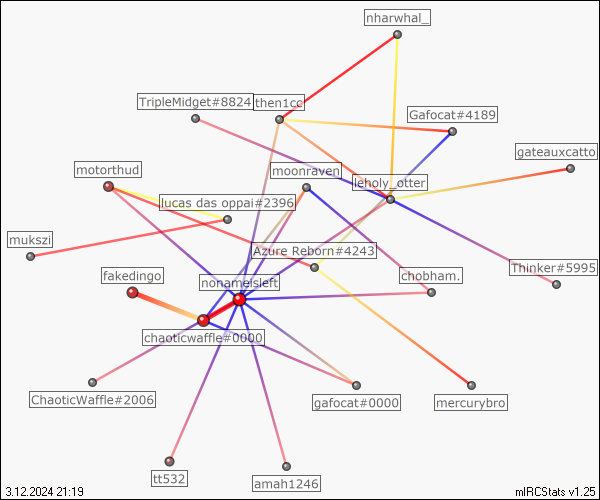 nharwhal_
TripleMidget#8824
then1cc
Gafocat#4189
gateauxcatto
motorthud
moonraven
leholy_otter
lucas das oppai#2396
mukszi
Azure Reborn#4243
Thinker#5995
fakedingo
nonameisleft
chobham.
chaoticwaffle#0000
ChaoticWaffle#2006
gafocat#0000
mercurybro
tt532
amah1246
3.12.2024 21:19
mIRCStats v1.25